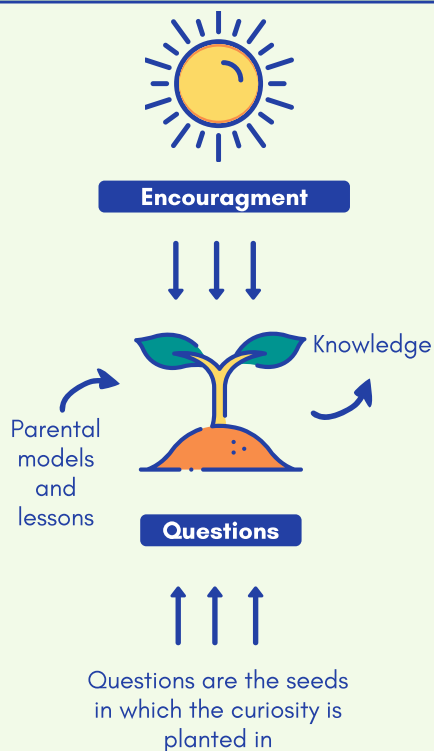 Encouragment
Knowledge
Parental
models
and
lessons
Questions
Questions are the seeds
in which the curiosity is
planted in